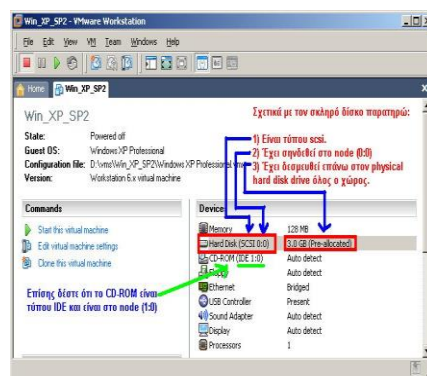 Win_XP_SP2 - VMware Workstation
File Edit View VM Team Windows Help
Home Win_XP_SP2
Win_XP_SP2
State: Powered off
Guest OS: Windows XP Professional
Configuration file: D:\vms\Win_XP_SP2\Windows XP Professional.vmx
Version: Workstation 6.x virtual machine
Σχετικά με τον σκληρό δίσκο παρατηρώ:
1) Είναι τύπου scsi.
2) Έχει σηνδεθεί στο node (0:0)
3) Έχει δεσμευθεί επάνω στον physical
hard disk drive όλος ο χώρος.
Commands
Start this virtual machine
Edit virtual machine settings
Clone this virtual machine
Επίσης δέστε ότι το CD-ROM είναι
τύπου IDE και είναι στο node (1:0)
Devices
Memory 128 MB
Hard Disk (SCSI 0:0) 3.0 GB (Pre-allocated)
CD-ROM (IDE 1:0) Auto detect
Floppy Auto detect
Ethernet Bridged
USB Controller Present
Sound Adapter Auto detect
Display Auto detect
Processors 1